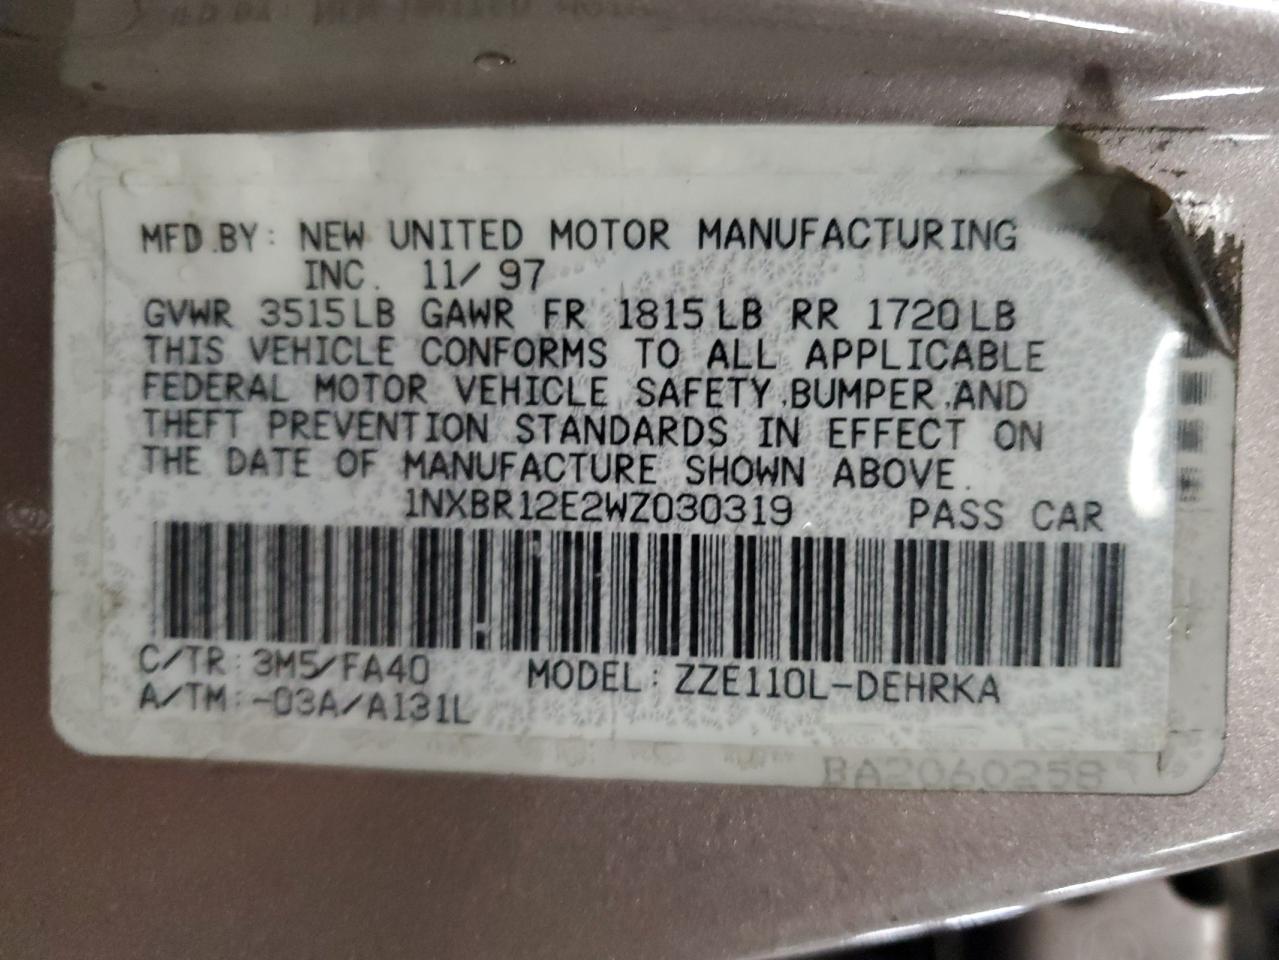 MFD.BY: NEW UNITED MOTOR MANUFACTURING
INC. 11/ 97
GVWR 3515LB GAWR FR 1815LB RR 1720LB
THIS VEHICLE CONFORMS TO ALL APPLICABLE
FEDERAL MOTOR VEHICLE SAFETY,BUMPER,AND
THEFT PREVENTION STANDARDS IN EFFECT ON
THE DATE OF MANUFACTURE SHOWN ABOVE.
1NXBR12E2WZ030319 PASS CAR
C/TR:3M5/FA40 MODEL: ZZE110L-DEHRKA
A/TM:-03A/A131L
BA2060258